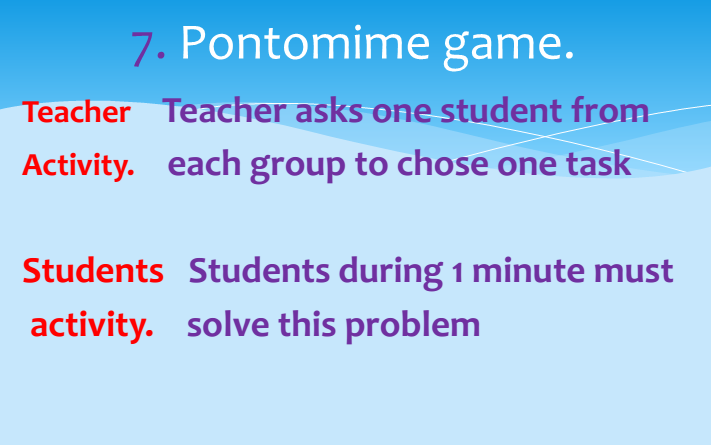 7. Pontomime game.
Teacher Teacher asks one student from
Activity. each group to chose one task
Students Students during 1 minute must
activity. solve this problem